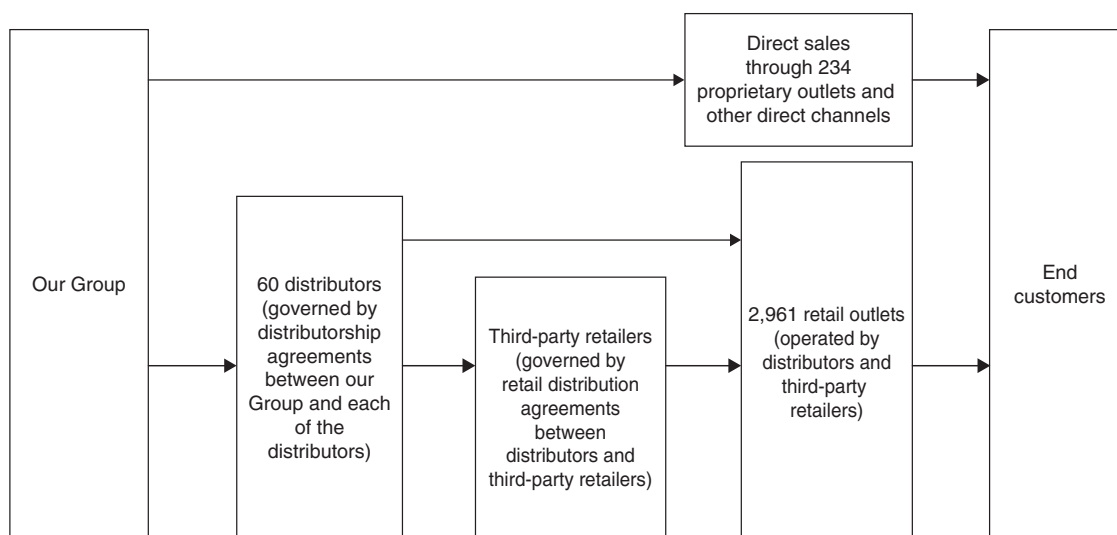 Our Group
Direct sales
through 234
proprietary outlets and
other direct channels
60 distributors
(governed by
distributorship
agreements
between our
Group and each
of the
distributors)
Third-party retailers
(governed by
retail distribution
agreements
between
distributors and
third-party retailers)
2,961 retail outlets
(operated by
distributors and
third-party
retailers)
End
customers